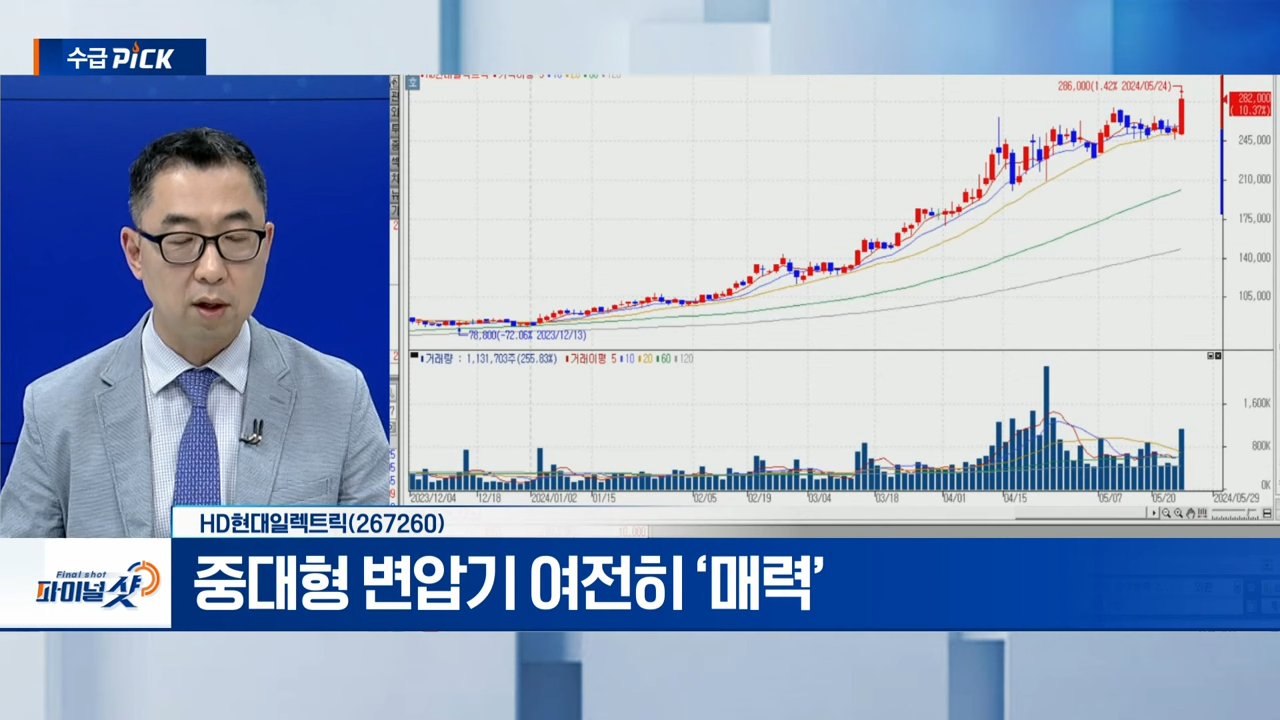 수급 PiCK
286,000(1.42% 2024/05/24)
282,000
( 10.37%)
245,000
210,000
175,000
140,000
105,000
78,800(-72.06% 2023/12/13)
거래량 : 1,131,703주(255.83%) 거래이평 5 10 20 60 120
1,600K
800K
0K
2023/12/04 12/18 2024/01/02 01/15 02/05 02/19 03/04 03/18 04/01 04/15 05/07 05/20 2024/05/29
HD현대일렉트릭(267260)
Final shot
파이널샷
중대형 변압기 여전히 ‘매력’